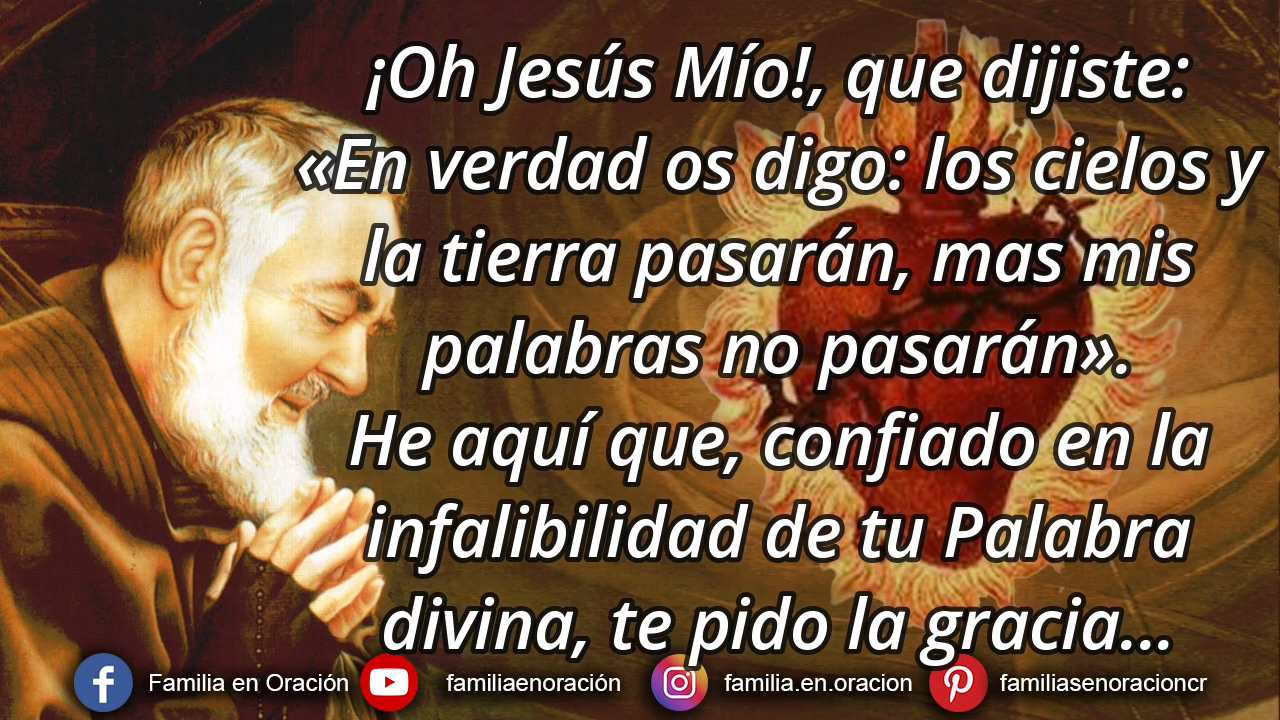 ¡Oh Jesús Mío!, que dijiste:
«En verdad os digo: los cielos y
la tierra pasarán, mas mis
palabras no pasarán».
He aquí que, confiado en la
infalibilidad de tu Palabra
divina, te pido la gracia...
Familia en Oración familiaenoración familia.en.oracion familiasenoracioncr